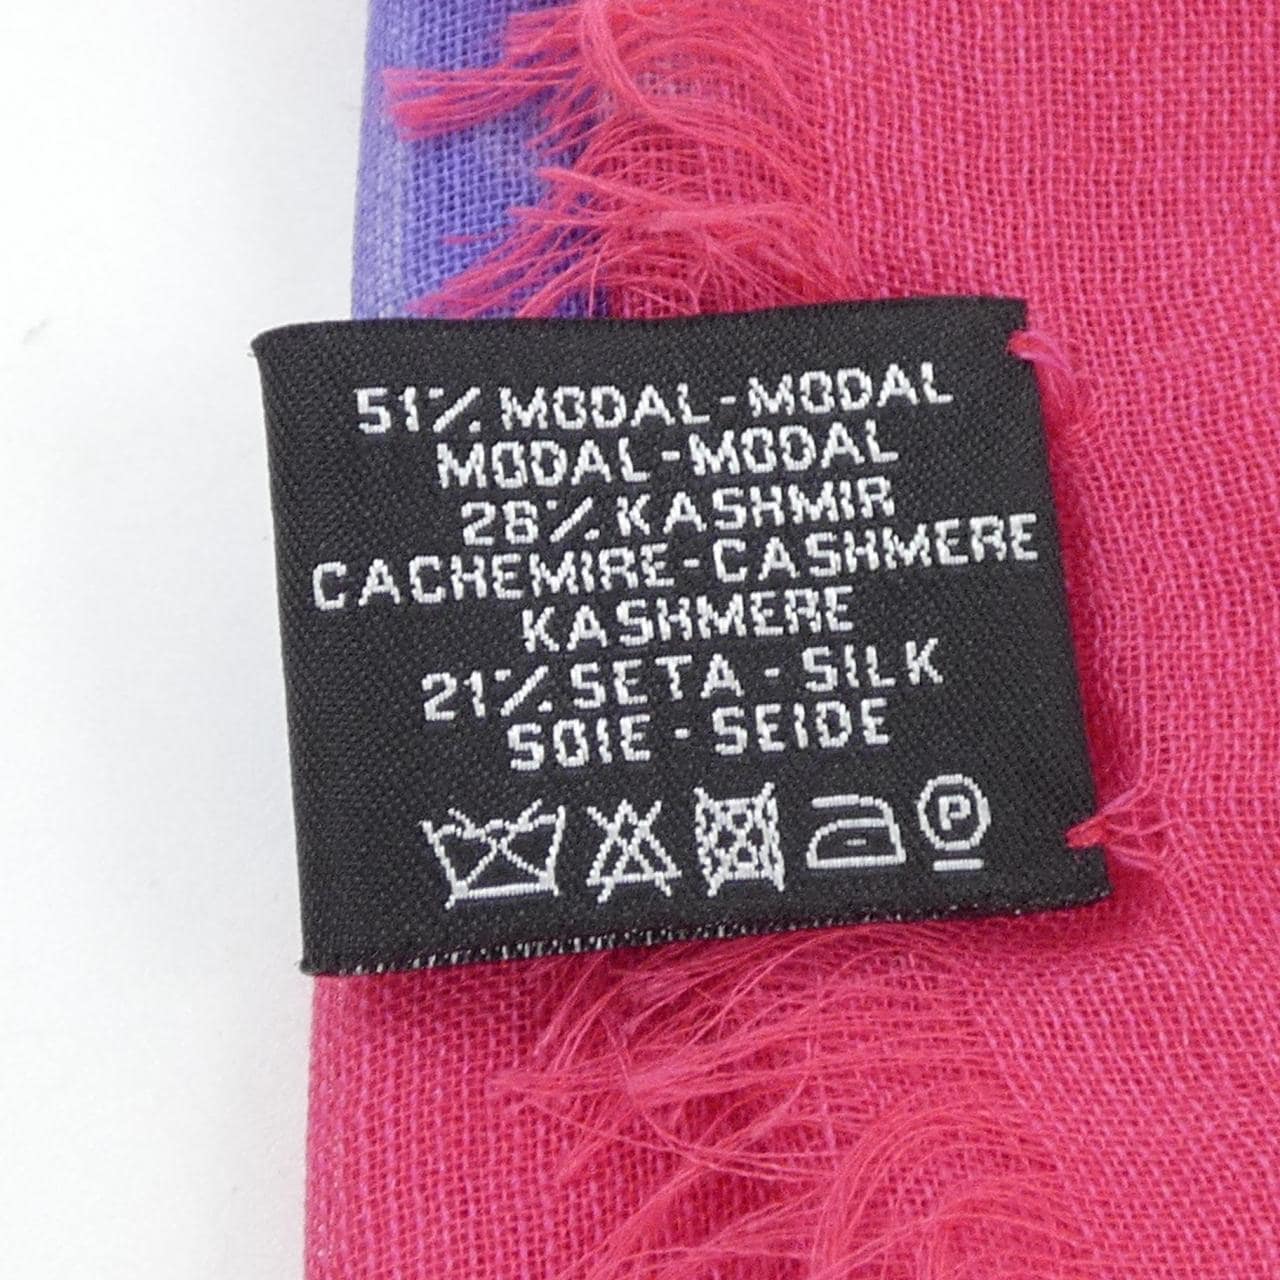 51% MODAL - MODAL
MODAL - MODAL
28% KASHMIR
CACHEMIRE - CASHMERE
KASHMERE
21% SETA - SILK
SOIE - SEIDE
P